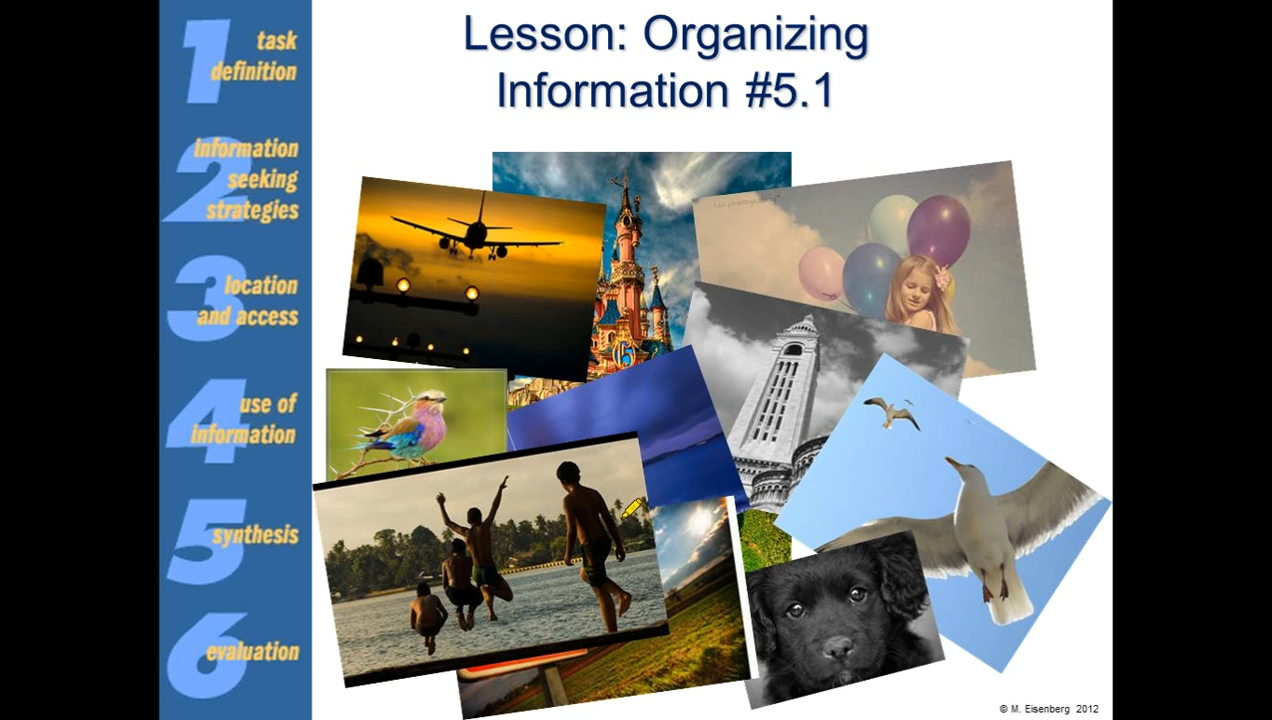 Lesson: Organizing
Information #5.1
1 task
definition
2 information
seeking
strategies
3 location
and access
4 use of
information
5 synthesis
6 evaluation
15
© M. Eisenberg 2012